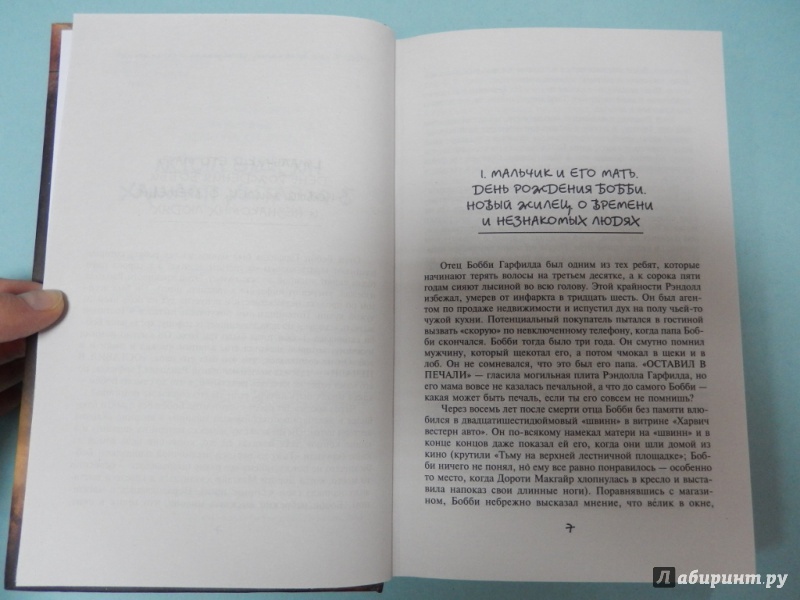 1. МАЛЬЧИК И ЕГО МАТЬ.
ДЕНЬ РОЖДЕНИЯ БОББИ.
НОВЫЙ ЖИЛЕЦ. О ВРЕМЕНИ
И НЕЗНАКОМЫХ ЛЮДЯХ
Отец Бобби Гарфилда был одним из тех ребят, которые
начинают терять волосы на третьем десятке, а к сорока пяти
годам сияют лысиной во всю голову. Этой крайности Рэндолл
избежал, умерев от инфаркта в тридцать шесть. Он был аген-
том по продаже недвижимости и испустил дух на полу чьей-то
чужой кухни. Потенциальный покупатель пытался в гостиной
вызвать «скорую» по невключенному телефону, когда папа Боб-
би скончался. Бобби тогда было три года. Он смутно помнил
мужчину, который щекотал его, а потом чмокал в щеки и в
лоб. Он не сомневался, что это был его папа. «ОСТАВИЛ В
ПЕЧАЛИ» — гласила могильная плита Рэндолла Гарфилда, но
его мама вовсе не казалась печальной, а что до самого Бобби —
какая может быть печаль, если ты его совсем не помнишь?
Через восемь лет после смерти отца Бобби без памяти влю-
бился в двадцатишестидюймовый «швинн» в витрине «Харвич
вестерн авто». Он по-всякому намекал матери на «швинн» и в
конце концов даже показал ей его, когда они шли домой из
кино (крутили «Тьму на верхней лестничной площадке»; Боб-
би ничего не понял, но ему все равно понравилось — особенно
то место, когда Дороти Макгайр хлопнулась в кресло и выста-
вила напоказ свои длинные ноги). Поравнявшись с магази-
ном, Бобби небрежно высказал мнение, что велик в окне,
7
Лабиринт.ру